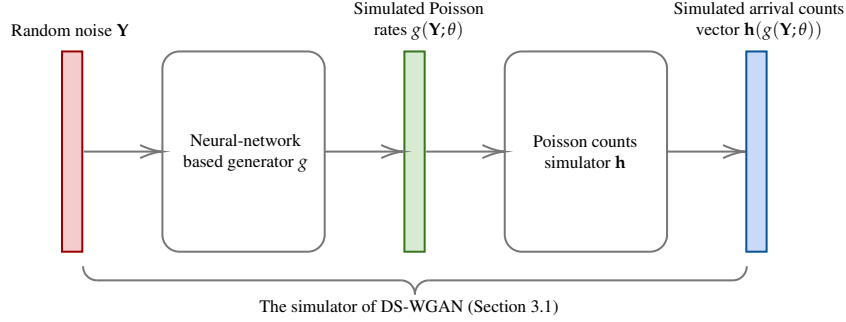 Random noise Y
Simulated Poisson
rates g(Y;θ)
Simulated arrival counts
vector h(g(Y;θ))
Neural-network
based generator g
Poisson counts
simulator h
The simulator of DS-WGAN (Section 3.1)